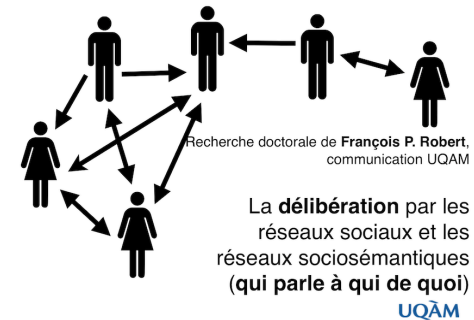 Recherche doctorale de François P. Robert,
communication UQAM
La délibération par les
réseaux sociaux et les
réseaux sociosémantiques
(qui parle à qui de quoi)
UQÀM